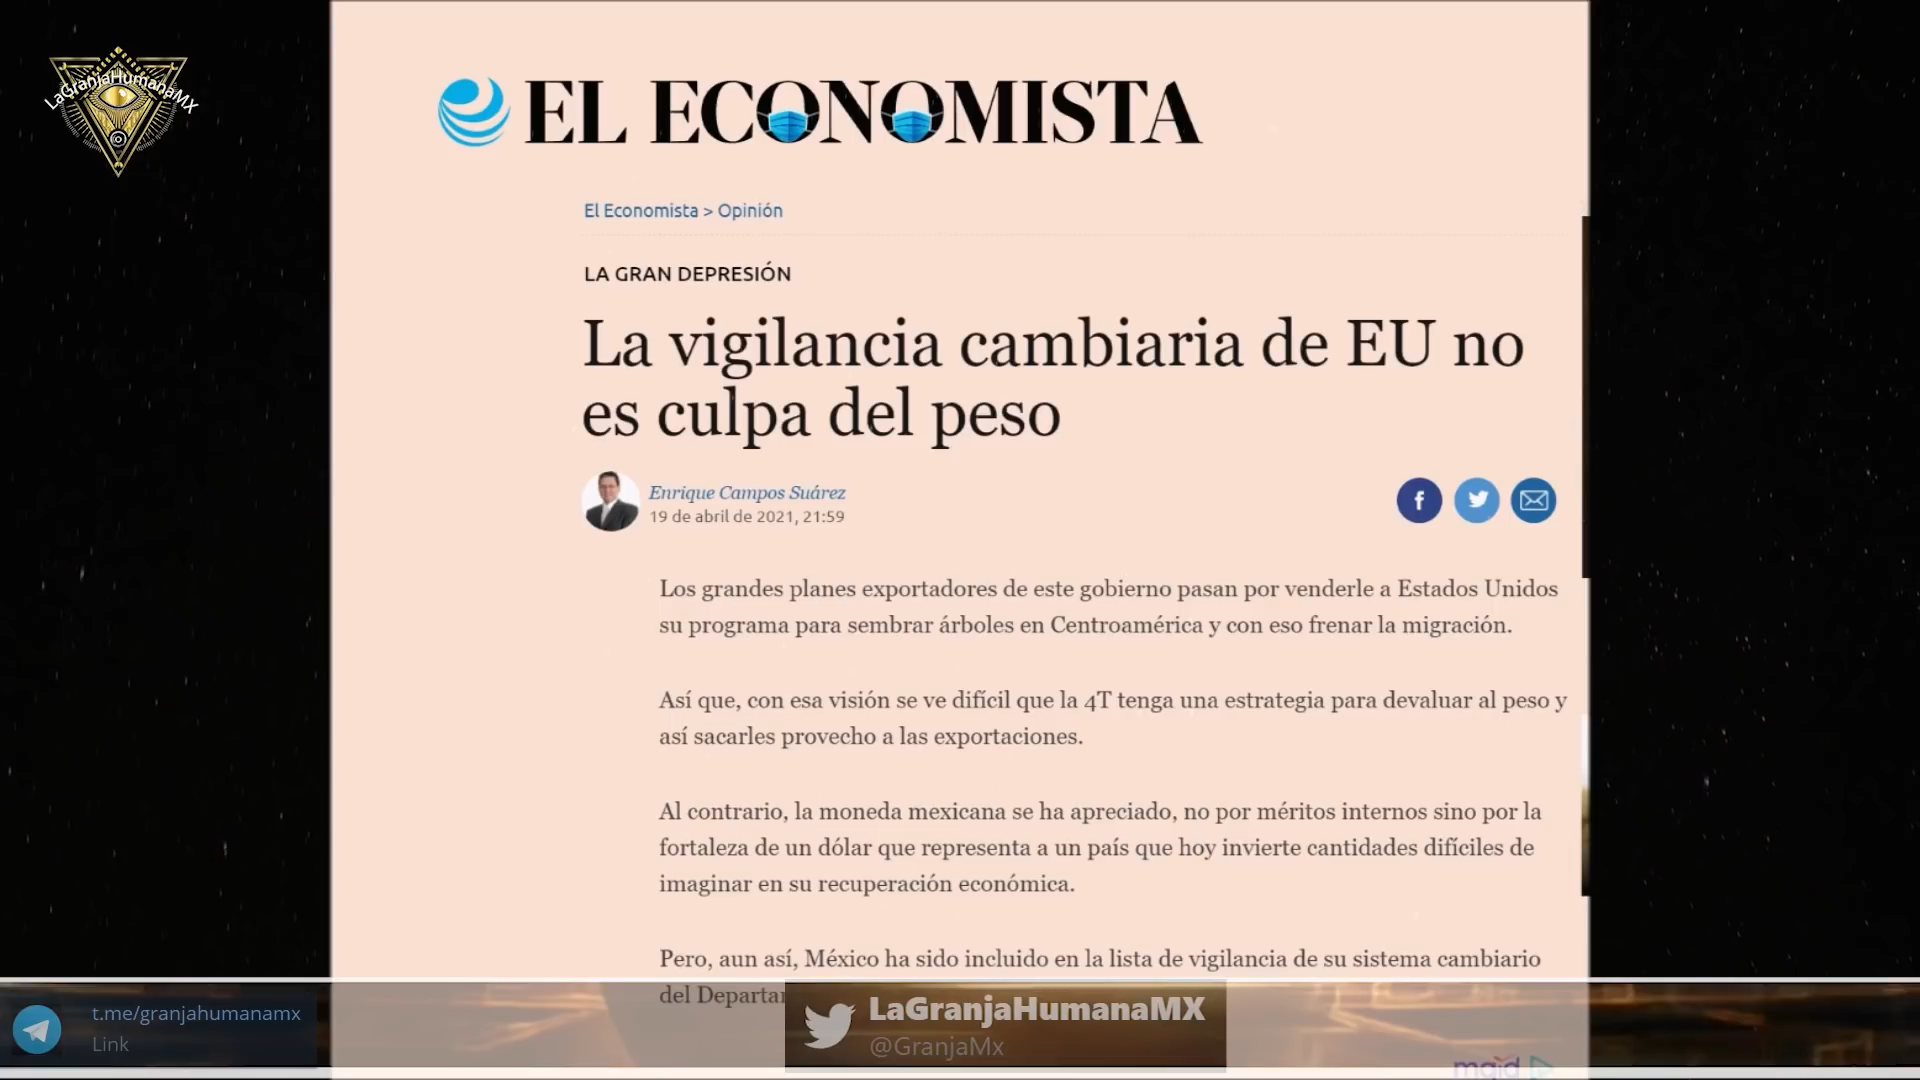 LaGranjaHumanaMX
EL ECONOMISTA
El Economista > Opinión
LA GRAN DEPRESIÓN
La vigilancia cambiaria de EU no
es culpa del peso
Enrique Campos Suárez
19 de abril de 2021, 21:59
Los grandes planes exportadores de este gobierno pasan por venderle a Estados Unidos
su programa para sembrar árboles en Centroamérica y con eso frenar la migración.
Así que, con esa visión se ve difícil que la 4T tenga una estrategia para devaluar al peso y
así sacarles provecho a las exportaciones.
Al contrario, la moneda mexicana se ha apreciado, no por méritos internos sino por la
fortaleza de un dólar que representa a un país que hoy invierte cantidades difíciles de
imaginar en su recuperación económica.
Pero, aun así, México ha sido incluido en la lista de vigilancia de su sistema cambiario
del Departa
t.me/granjahumanamx
Link
LaGranjaHumanaMX
@GranjaMx
mgid